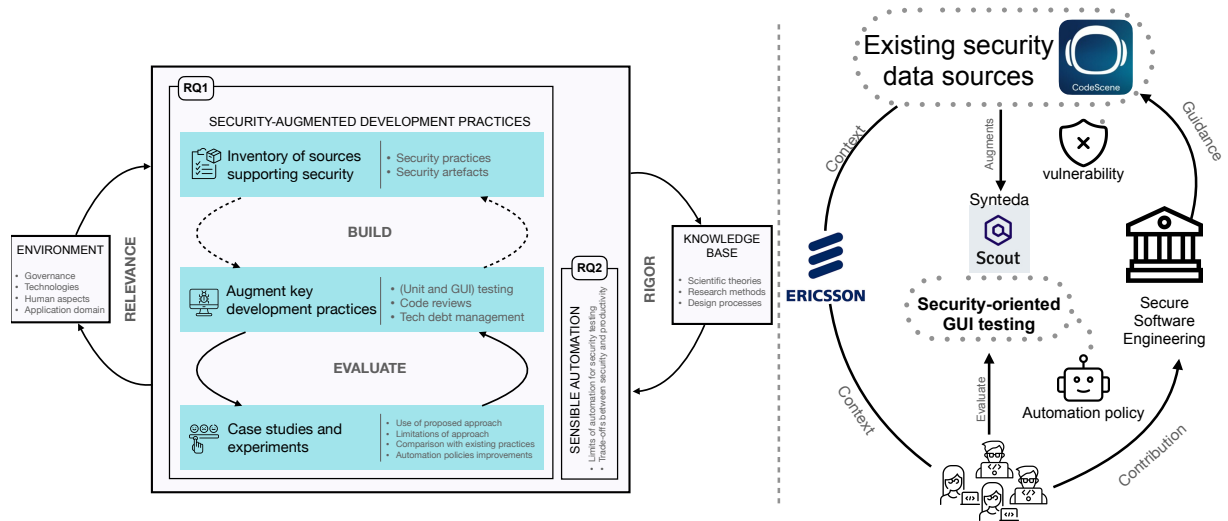 RQ1
SECURITY-AUGMENTED DEVELOPMENT PRACTICES
Inventory of sources
supporting security
• Security practices
• Security artefacts
BUILD
Augment key
development practices
• (Unit and GUI) testing
• Code reviews
• Tech debt management
EVALUATE
Case studies and
experiments
• Use of proposed approach
• Limitations of approach
• Comparison with existing practices
• Automation policies improvements
ENVIRONMENT
• Governance
• Technologies
• Human aspects
• Application domain
RELEVANCE
RQ2
SENSIBLE AUTOMATION
• Limits of automation for security testing
• Trade-offs between security and productivity
RIGOR
KNOWLEDGE
BASE
• Scientific theories
• Research methods
• Design processes
Existing security
data sources
CodeScene
Context
Augments
Guidance
vulnerability
Synteda
Scout
ERICSSON
Security-oriented
GUI testing
Secure
Software
Engineering
Evaluate
Automation policy
Context
Contribution